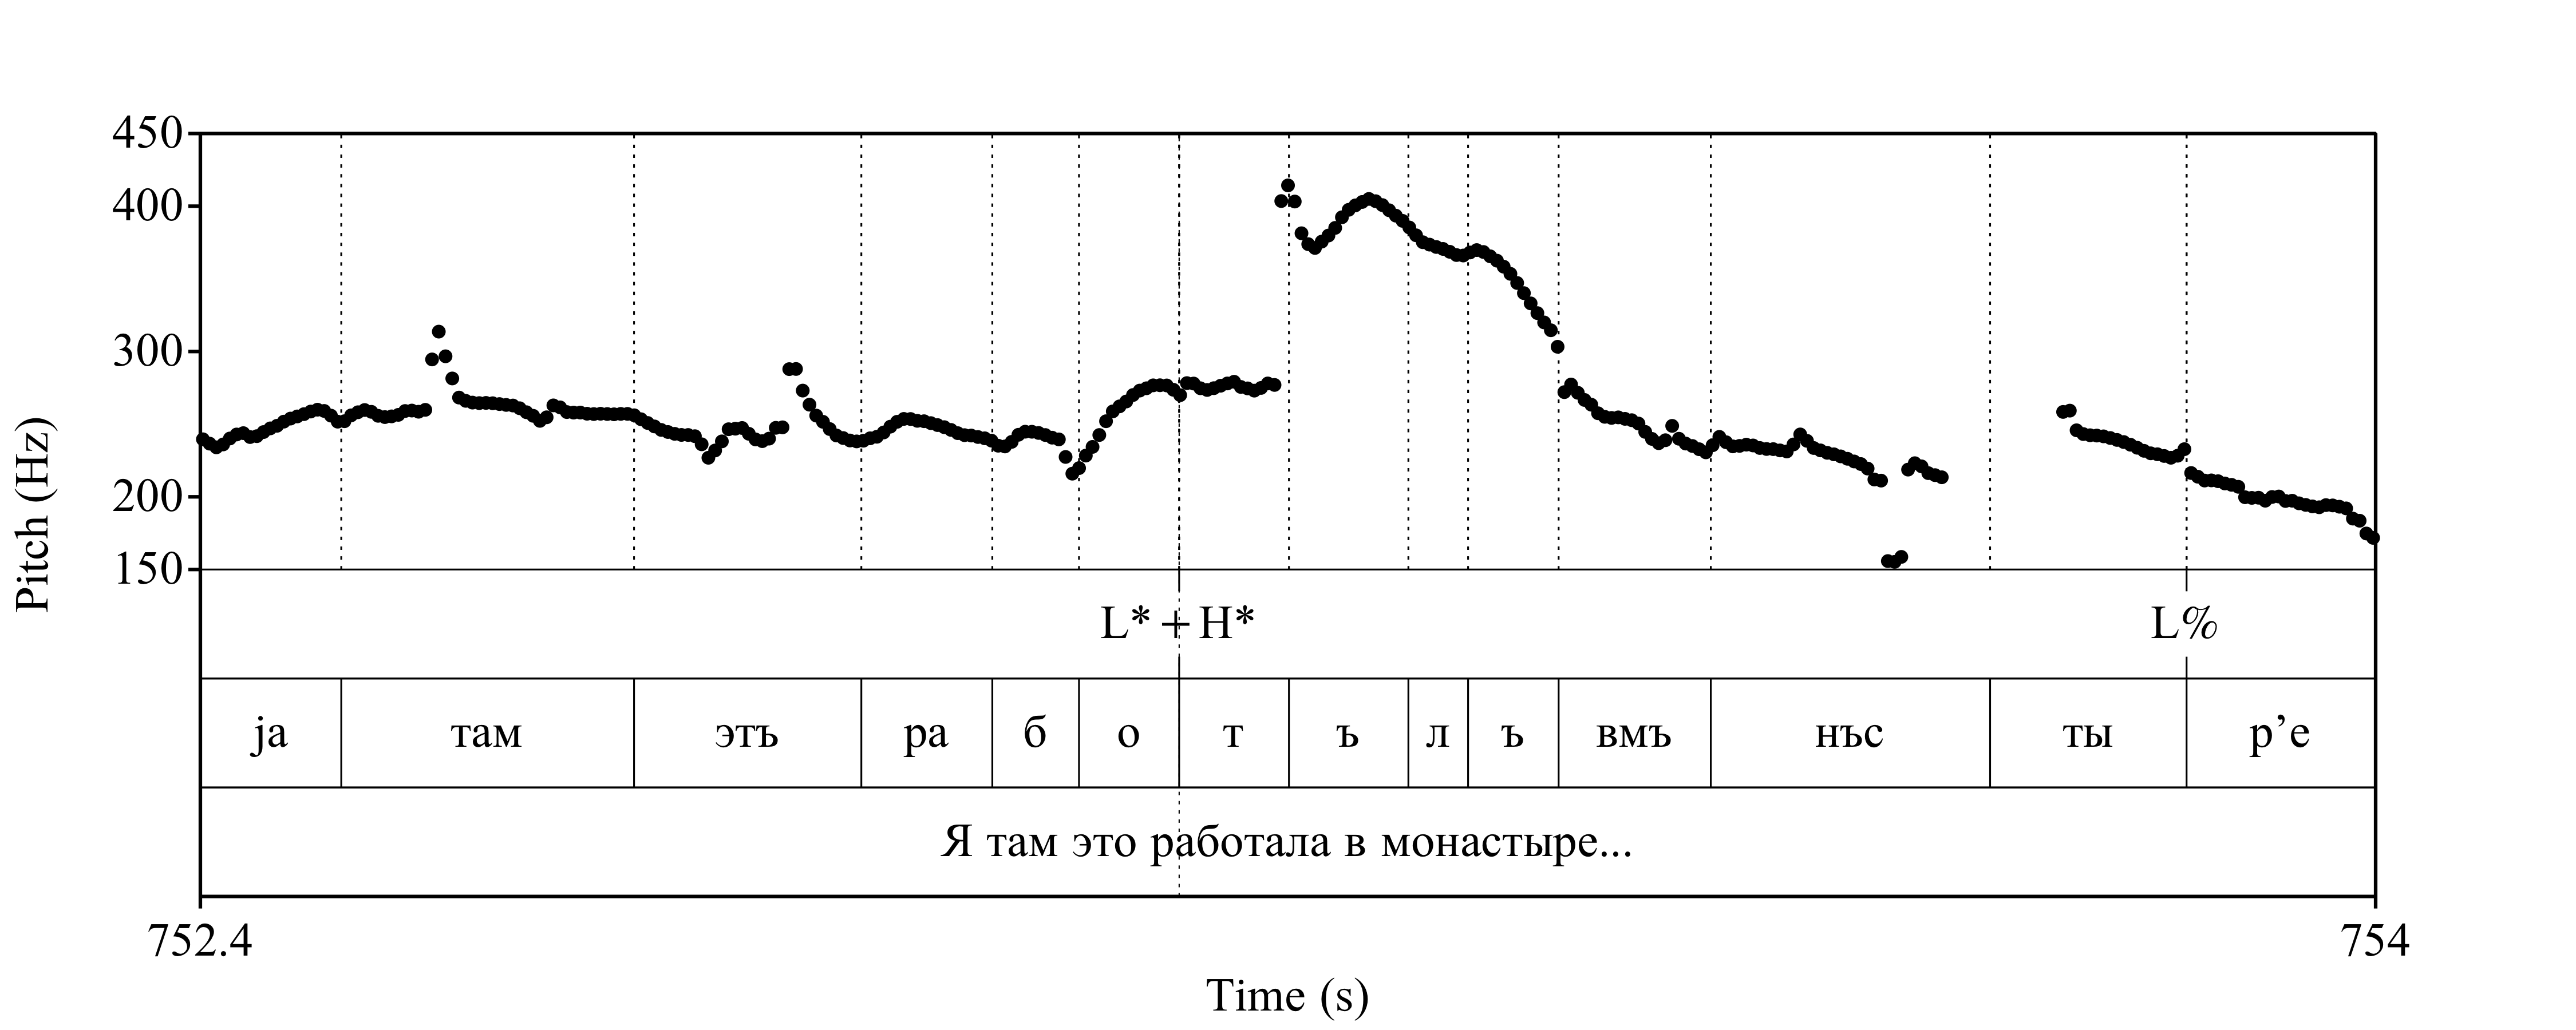 450
400
300
200
150
Pitch (Hz)
L*+H* L%
ја там этъ ра б о т ъ л ъ вмъ нъс ты р’е
Я там это работала в монастыре...
752.4 754
Time (s)